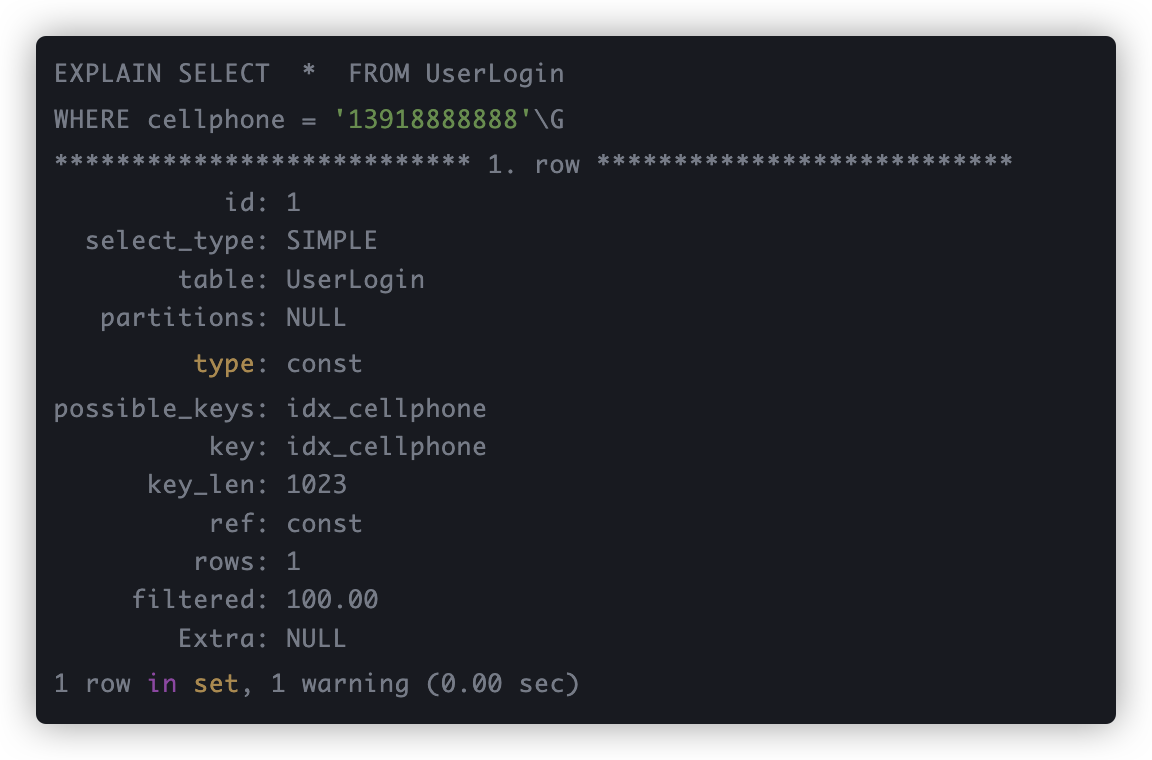 EXPLAIN SELECT  *  FROM UserLogin
WHERE cellphone = '13918888888'\G
*************************** 1. row ***************************
           id: 1
  select_type: SIMPLE
        table: UserLogin
   partitions: NULL
         type: const
possible_keys: idx_cellphone
          key: idx_cellphone
      key_len: 1023
          ref: const
         rows: 1
     filtered: 100.00
        Extra: NULL
1 row in set, 1 warning (0.00 sec)